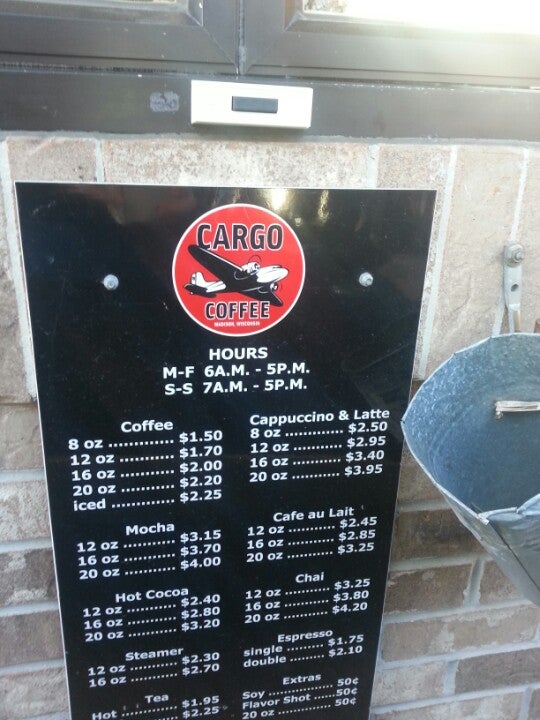 CARGO
COFFEE
MADISON, WISCONSIN
HOURS
M-F 6A.M. - 5P.M.
S-S 7A.M. - 5P.M.
Coffee
8 oz ............... $1.50
12 oz ............. $1.70
16 oz ............. $2.00
20 oz ............. $2.20
iced ............... $2.25
Mocha
12 oz ............. $3.15
16 oz ............. $3.70
20 oz ............. $4.00
Hot Cocoa
12 oz ............. $2.40
16 oz ............. $2.80
20 oz ............. $3.20
Steamer
12 oz ............. $2.30
16 oz ............. $2.70
Tea
Hot ............... $1.95
$2.25
Cappuccino & Latte
8 oz ............... $2.50
12 oz ............. $2.95
16 oz ............. $3.40
20 oz ............. $3.95
Cafe au Lait
12 oz ............. $2.45
16 oz ............. $2.85
20 oz ............. $3.25
Chai
12 oz ............. $3.25
16 oz ............. $3.80
20 oz ............. $4.20
Espresso
single ............ $1.75
double ........... $2.10
Extras
Soy ................ 50¢
Flavor Shot ..... 50¢
20 oz ............. 50¢